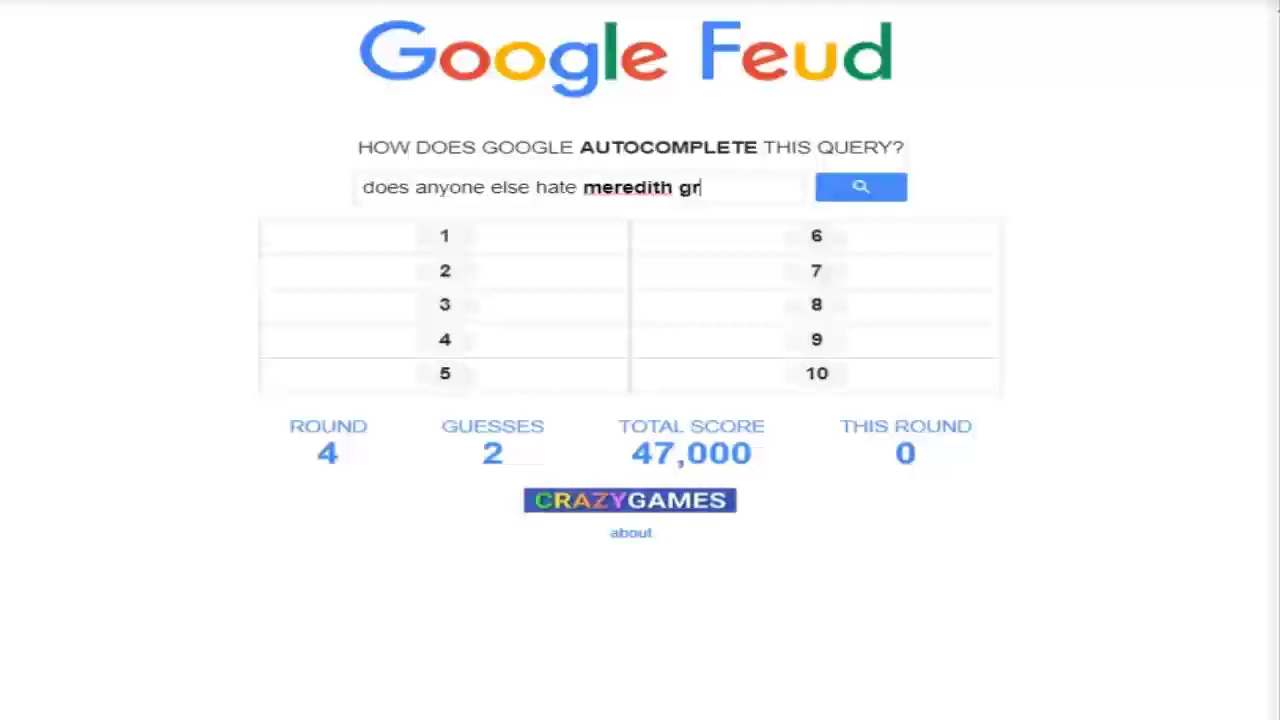 Google Feud
HOW DOES GOOGLE AUTOCOMPLETE THIS QUERY?
does anyone else hate meredith gr
1
6
2
7
3
8
4
9
5
10
ROUND
GUESSES
TOTAL SCORE
THIS ROUND
4
2
47,000
0
CRAZYGAMES
about